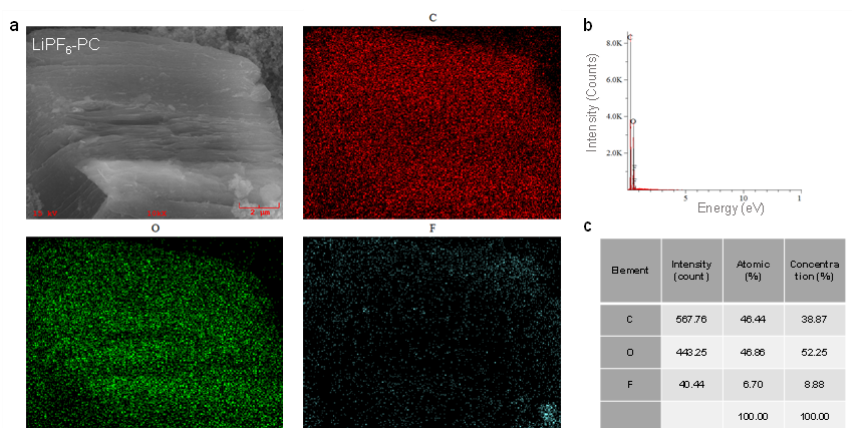 a
C
LiPF6-PC
2 μm
O
F
b
8.0K
6.0K
4.0K
2.0K
C
O
5
10
1
Intensity (Counts)
Energy (eV)
c
Element
Intensity
(count)
Atomic
(%)
Concentra
tion (%)
C
567.76
46.44
38.87
O
443.25
46.86
52.25
F
40.44
6.70
8.88
100.00
100.00